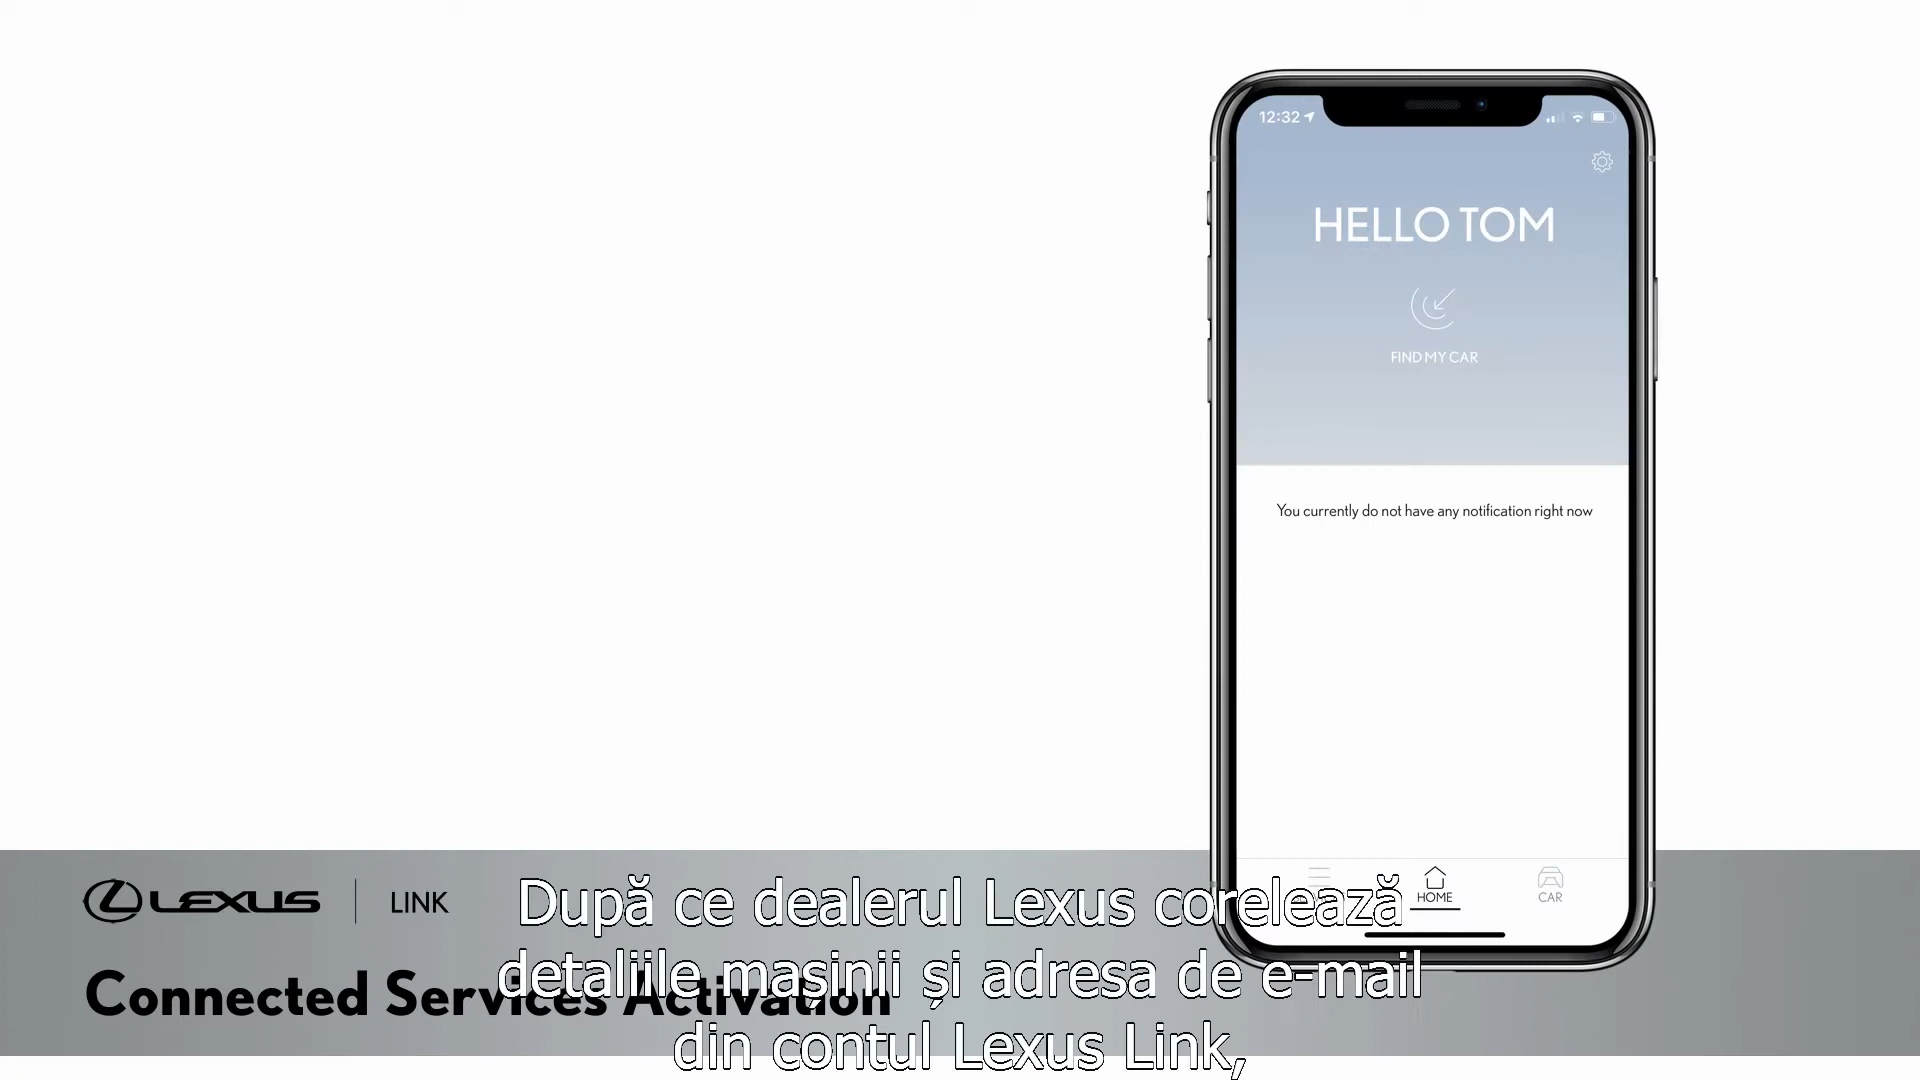 12:32
HELLO TOM
FIND MY CAR
You currently do not have any notification right now
HOME
CAR
LEXUS LINK
Connected Services Activation
După ce dealerul Lexus corelează
detaliile mașinii și adresa de e-mail
din contul Lexus Link,